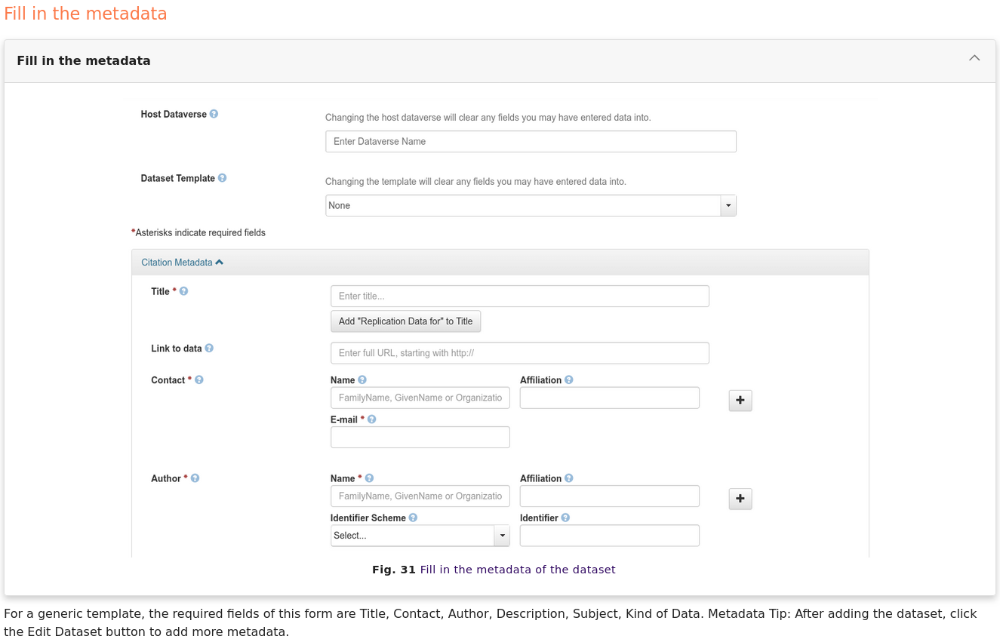 Fill in the metadata
Fill in the metadata
Host Dataverse
Changing the host dataverse will clear any fields you may have entered data into.
Enter Dataverse Name
Dataset Template
Changing the template will clear any fields you may have entered data into.
None
*Asterisks indicate required fields
Citation Metadata
Title *
Enter title...
Add "Replication Data for" to Title
Link to data
Enter full URL, starting with http://
Contact *
Name
Affiliation
FamilyName, GivenName or Organizatio
E-mail *
Author *
Name *
Affiliation
FamilyName, GivenName or Organizatio
Identifier Scheme
Identifier
Select...
Fig. 31 Fill in the metadata of the dataset
For a generic template, the required fields of this form are Title, Contact, Author, Description, Subject, Kind of Data. Metadata Tip: After adding the dataset, click
the Edit Dataset button to add more metadata.